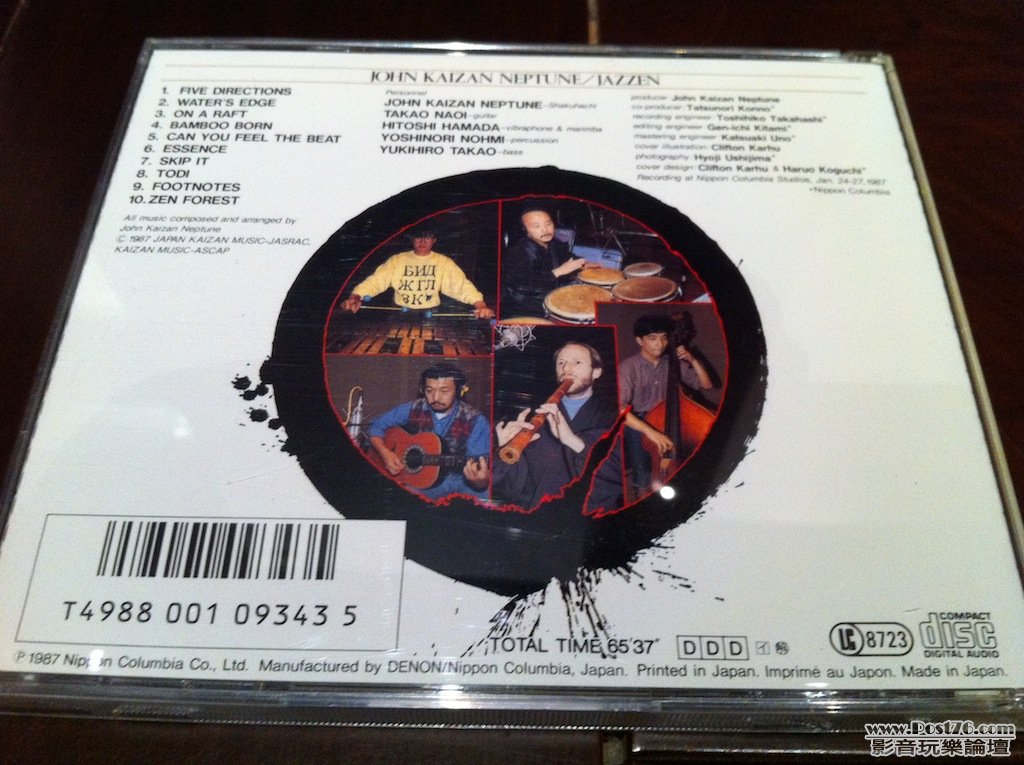 JOHN KAIZAN NEPTUNE/JAZZEN
1. FIVE DIRECTIONS
2. WATER'S EDGE
3. ON A RAFT
4. BAMBOO BORN
5. CAN YOU FEEL THE BEAT
6. ESSENCE
7. SKIP IT
8. TODI
9. FOOTNOTES
10. ZEN FOREST
All music composed and arranged by
John Kaizan Neptune
© 1987 JAPAN KAIZAN MUSIC-JASRAC.
KAIZAN MUSIC-ASCAP
Personnel
JOHN KAIZAN NEPTUNE-Shakuhachi
TAKAO NAOI-guitar
HITOSHI HAMADA-vibraphone & marimba
YOSHINORI NOHMI-percussion
YUKIHIRO TAKAO-bass
producer John Kaizan Neptune
co-producer Tatsunori Konno*
recording engineer Toshihiko Takahashi*
editing engineer Gen-ichi Kitami*
mastering engineer Katsuaki Uno*
cover illustration Clifton Karhu
photography Hyoji Ushijima*
cover design Clifton Karhu & Haruo Koguchi*
Recording at Nippon Columbia Studios, Jan. 24-27, 1987
*Nippon Columbia
БИД
ЖГЛ
ЗК
T4988 001 09343 5
TOTAL TIME 65'37"
DDD
LC 8723
COMPACT
disc
DIGITAL AUDIO
℗ 1987 Nippon Columbia Co., Ltd. Manufactured by DENON/Nippon Columbia, Japan. Printed in Japan. Imprimé au Japon. Made in Japan.
www.Post76.com
影音玩樂論壇